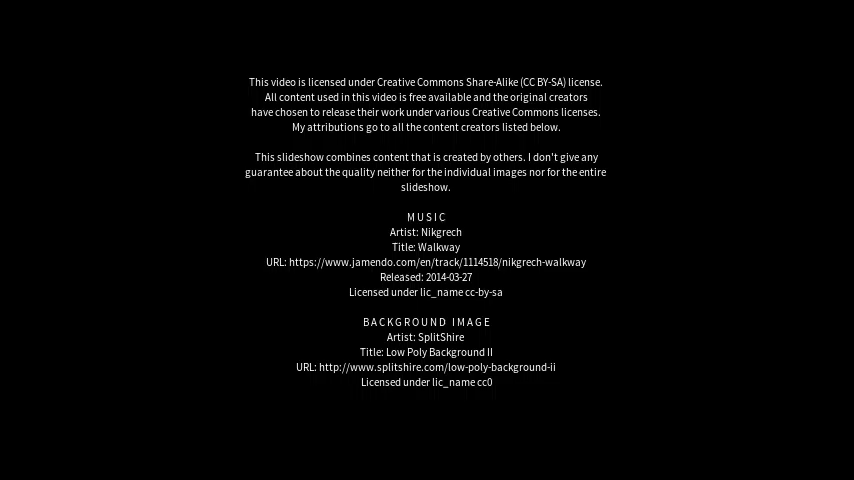 This video is licensed under Creative Commons Share-Alike (CC BY-SA) license.
All content used in this video is free available and the original creators
have chosen to release their work under various Creative Commons licenses.
My attributions go to all the content creators listed below.
This slideshow combines content that is created by others. I don't give any
guarantee about the quality neither for the individual images nor for the entire
slideshow.
M U S I C
Artist: Nikgrech
Title: Walkway
URL: https://www.jamendo.com/en/track/1114518/nikgrech-walkway
Released: 2014-03-27
Licensed under lic_name cc-by-sa
B A C K G R O U N D   I M A G E
Artist: SplitShire
Title: Low Poly Background II
URL: http://www.splitshire.com/low-poly-background-ii
Licensed under lic_name cc0